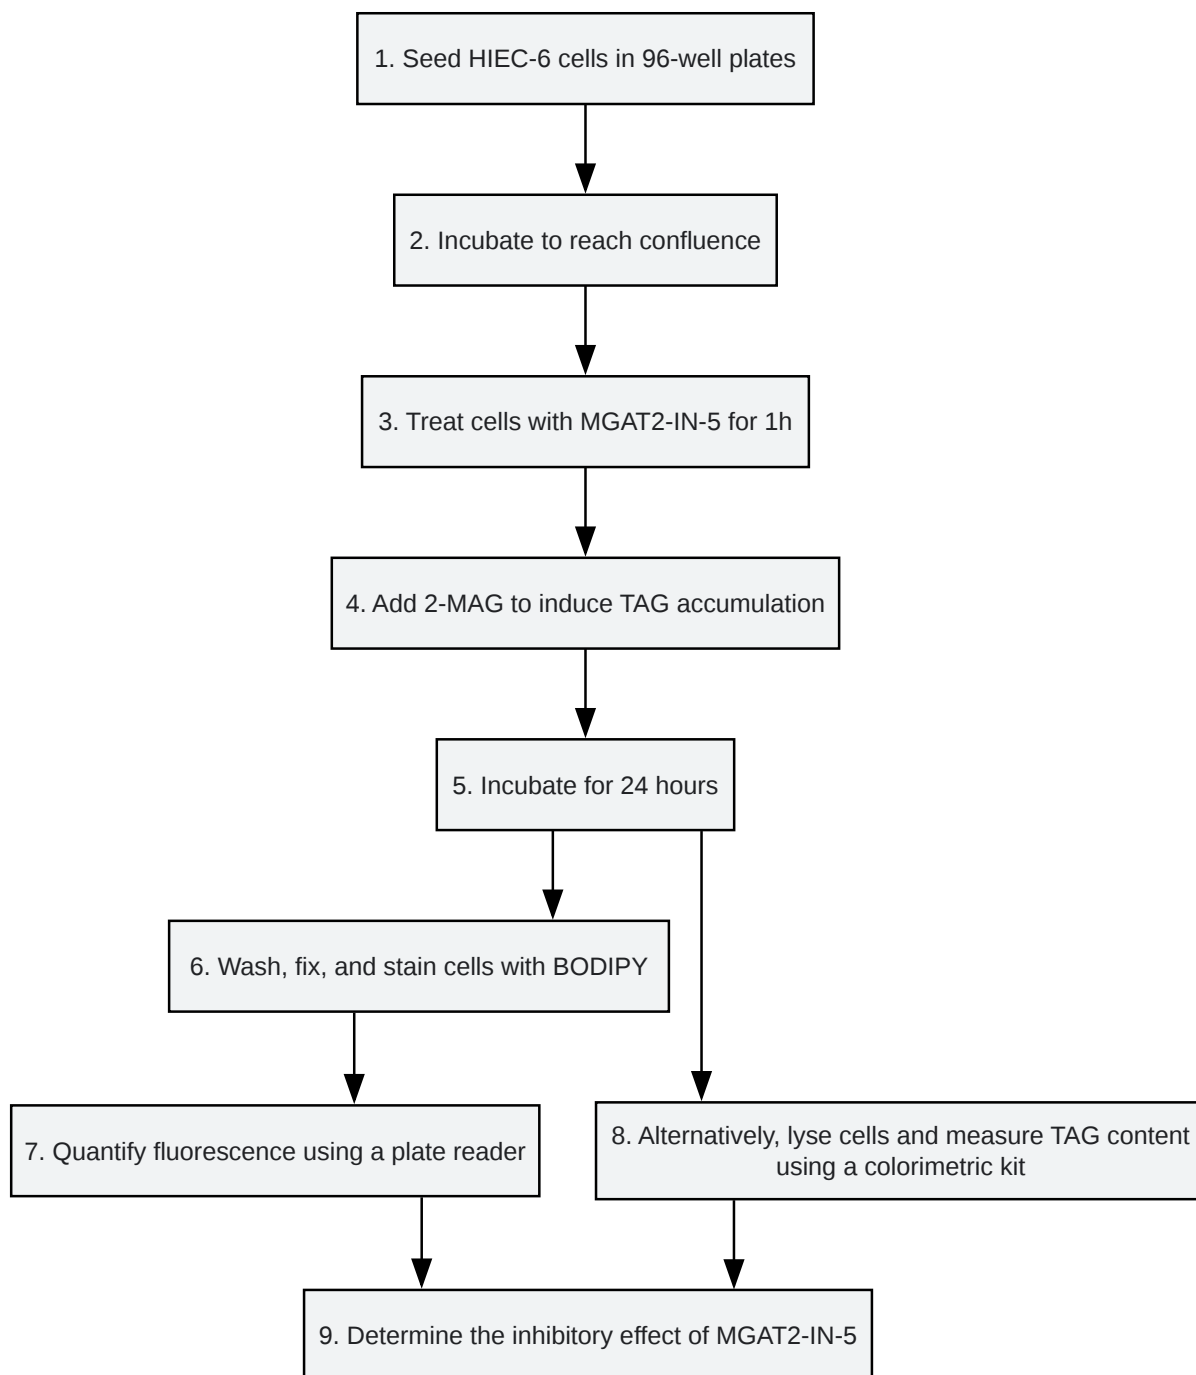 1. Seed HIEC-6 cells in 96-well plates
2. Incubate to reach confluence
3. Treat cells with MGAT2-IN-5 for 1h
4. Add 2-MAG to induce TAG accumulation
5. Incubate for 24 hours
6. Wash, fix, and stain cells with BODIPY
7. Quantify fluorescence using a plate reader
8. Alternatively, lyse cells and measure TAG content
using a colorimetric kit
9. Determine the inhibitory effect of MGAT2-IN-5